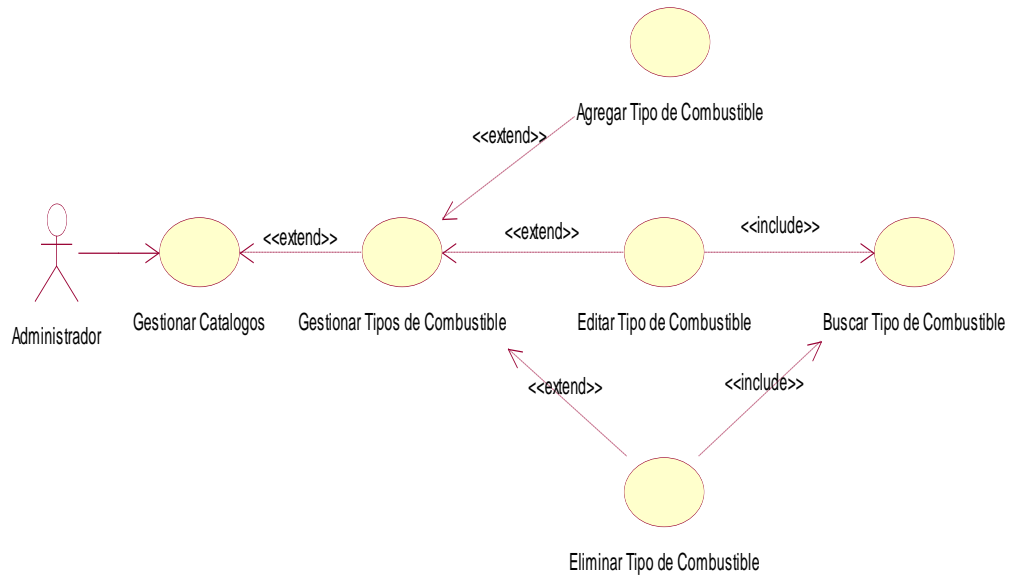 Agregar Tipo de Combustible
<<extend>>
<<extend>>
<<extend>>
<<include>>
Administrador
Gestionar Catalogos
Gestionar Tipos de Combustible
Editar Tipo de Combustible
Buscar Tipo de Combustible
<<extend>>
<<include>>
Eliminar Tipo de Combustible